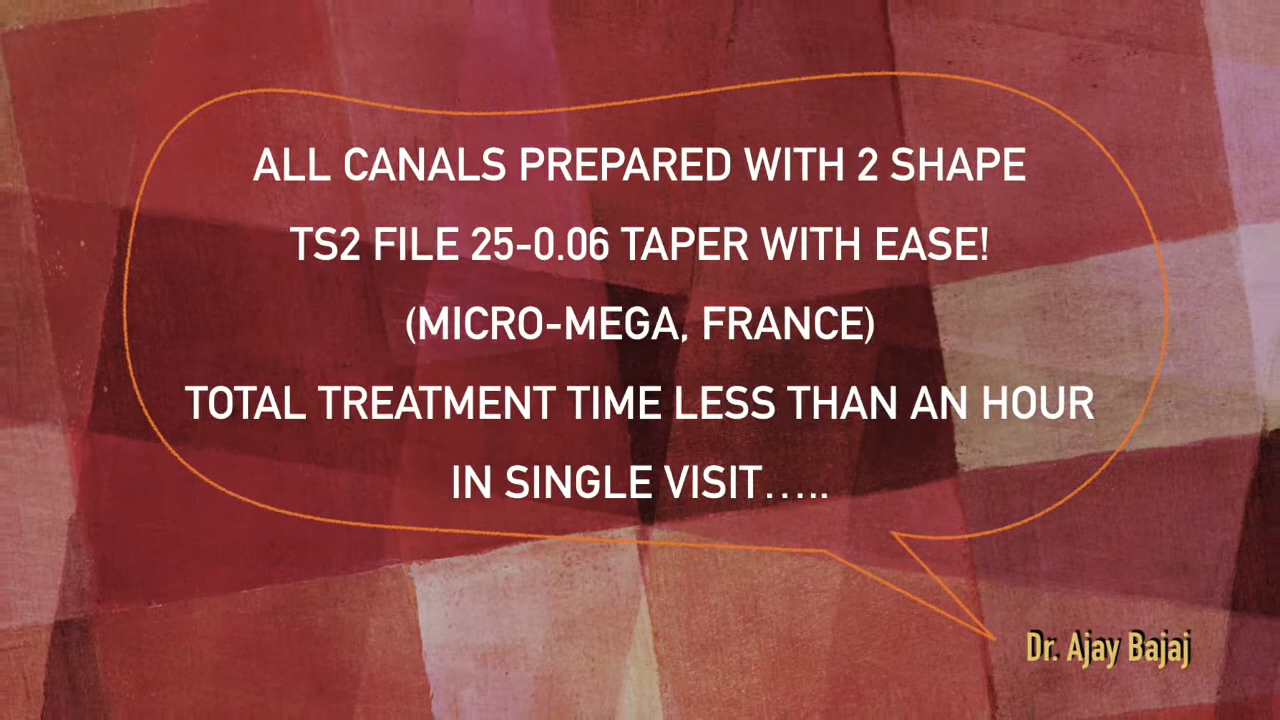 ALL CANALS PREPARED WITH 2 SHAPE
TS2 FILE 25-0.06 TAPER WITH EASE!
(MICRO-MEGA, FRANCE)
TOTAL TREATMENT TIME LESS THAN AN HOUR
IN SINGLE VISIT.....
Dr. Ajay Bajaj